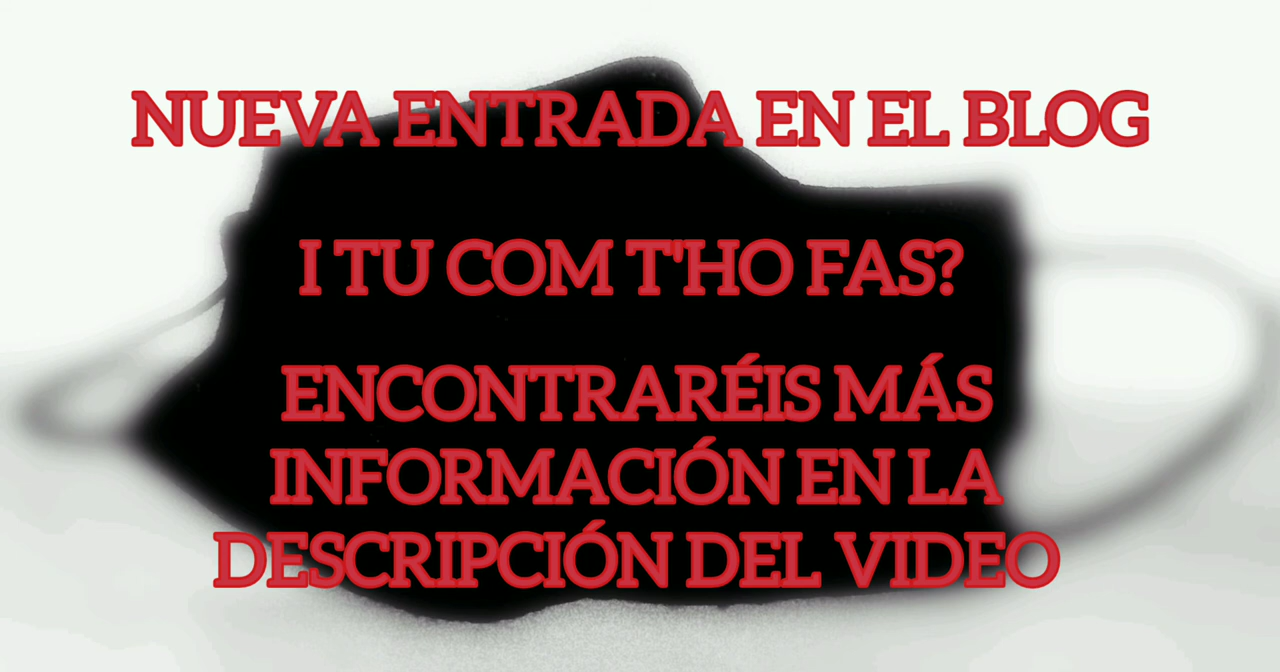 NUEVA ENTRADA EN EL BLOG
I TU COM T'HO FAS?
ENCONTRARÉIS MÁS
INFORMACIÓN EN LA
DESCRIPCIÓN DEL VIDEO